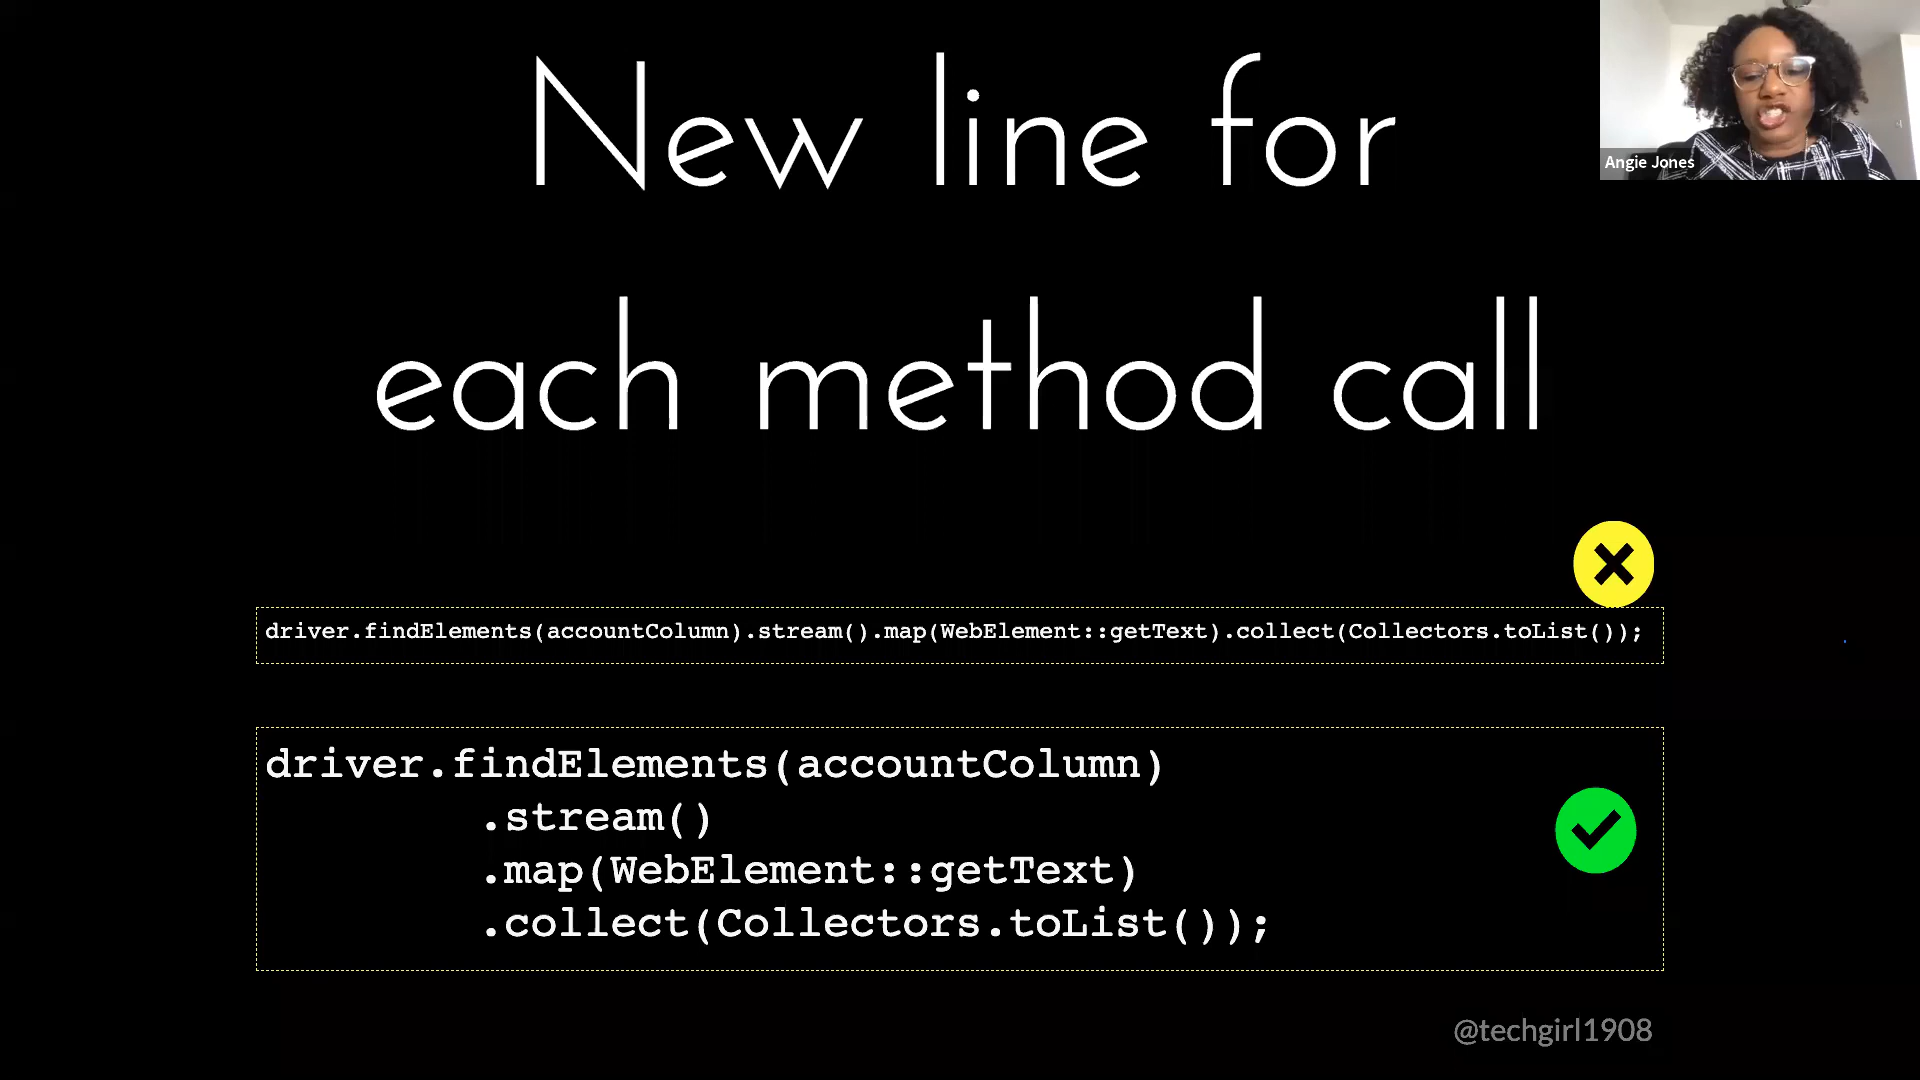 New line for
each method call
Angie Jones
driver.findElements(accountColumn).stream().map(WebElement::getText).collect(Collectors.toList());
driver.findElements(accountColumn)
.stream()
.map(WebElement::getText)
.collect(Collectors.toList());
@techgirl1908